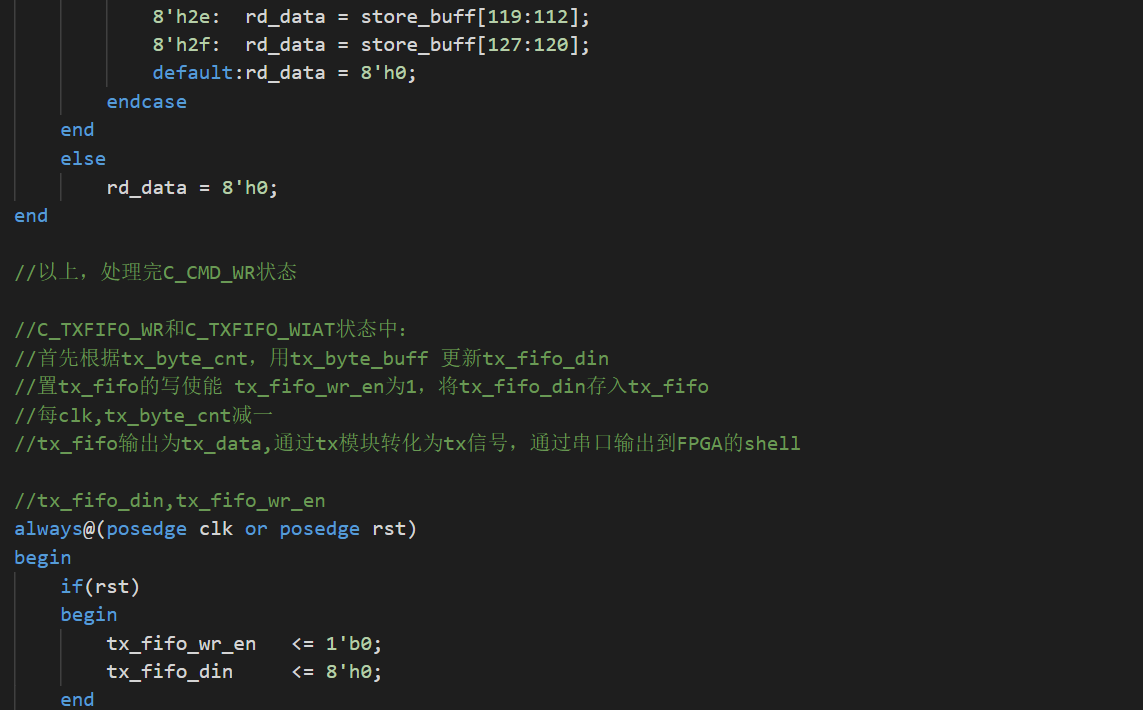 8'h2e:  rd_data = store_buff[119:112];
8'h2f:  rd_data = store_buff[127:120];
default:rd_data = 8'h0;
endcase
end
else
rd_data = 8'h0;
end
//以上，处理完C_CMD_WR状态
//C_TXFIFO_WR和C_TXFIFO_WIAT状态中：
//首先根据tx_byte_cnt，用tx_byte_buff 更新tx_fifo_din
//置tx_fifo的写使能 tx_fifo_wr_en为1，将tx_fifo_din存入tx_fifo
//每clk,tx_byte_cnt减一
//tx_fifo输出为tx_data,通过tx模块转化为tx信号，通过串口输出到FPGA的shell
//tx_fifo_din,tx_fifo_wr_en
always@(posedge clk or posedge rst)
begin
if(rst)
begin
tx_fifo_wr_en   <= 1'b0;
tx_fifo_din     <= 8'h0;
end